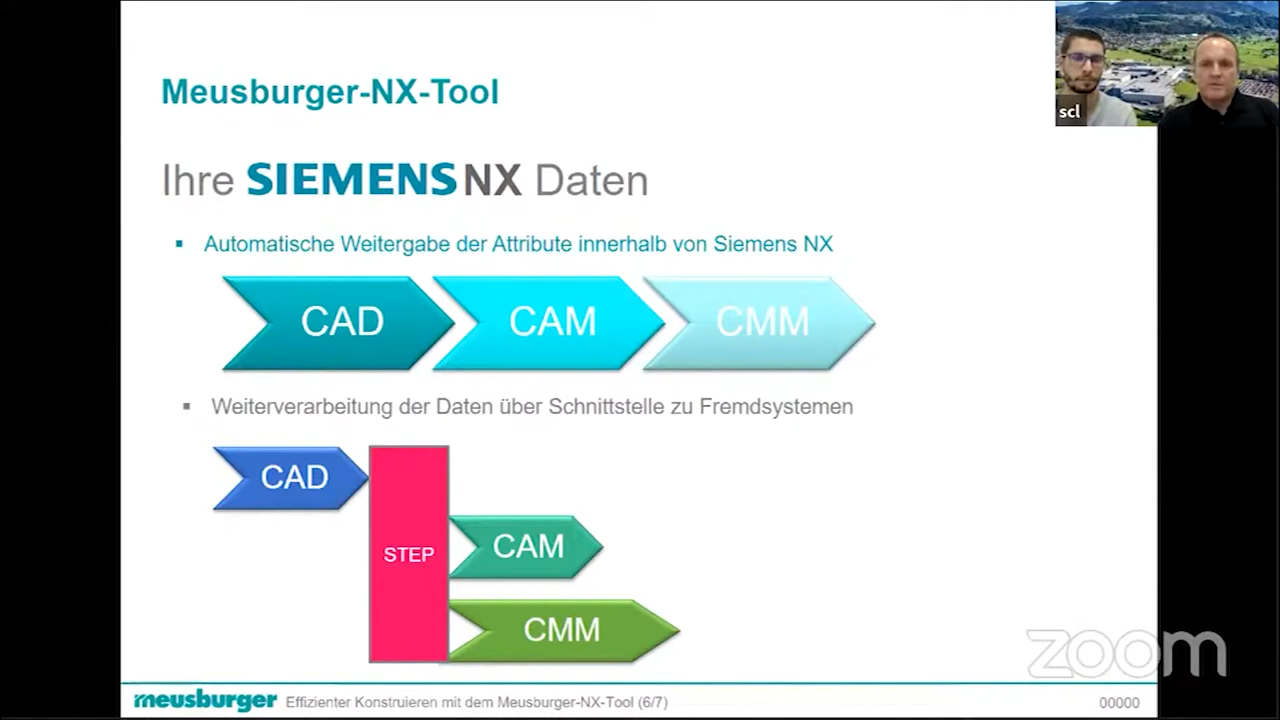 Meusburger-NX-Tool
scl
Ihre SIEMENS NX Daten
▪ Automatische Weitergabe der Attribute innerhalb von Siemens NX
CAD CAM CMM
▪ Weiterverarbeitung der Daten über Schnittstelle zu Fremdsystemen
CAD
STEP
CAM
CMM
zoom
meusburger Effizienter Konstruieren mit dem Meusburger-NX-Tool (6/7) 00000